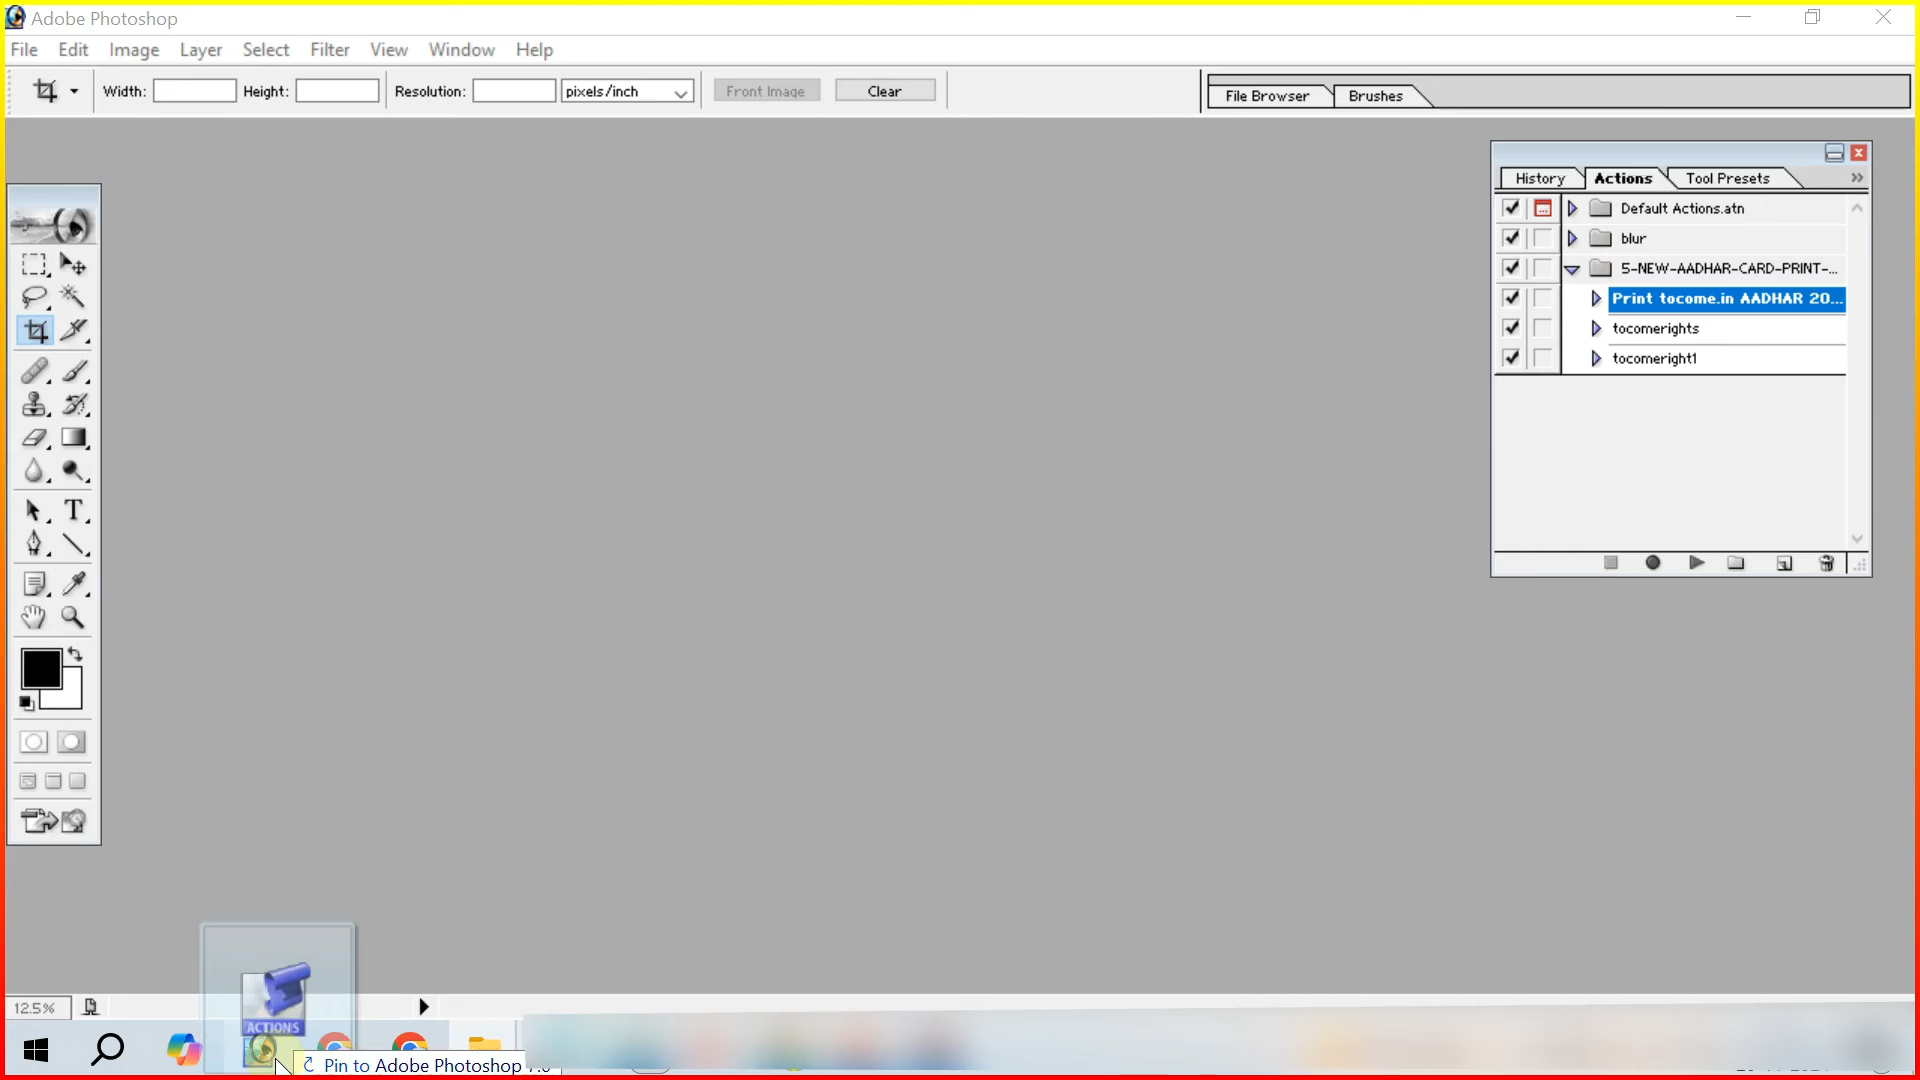 Adobe Photoshop
File Edit Image Layer Select Filter View Window Help
Width: Height: Resolution: pixels/inch Front Image Clear File Browser Brushes
History Actions Tool Presets
Default Actions.atn
blur
5-NEW-AADHAR-CARD-PRINT-...
Print tocome.in AADHAR 20...
tocomerights
tocomeright1
T
12.5%
ACTIONS
Pin to Adobe Photoshop